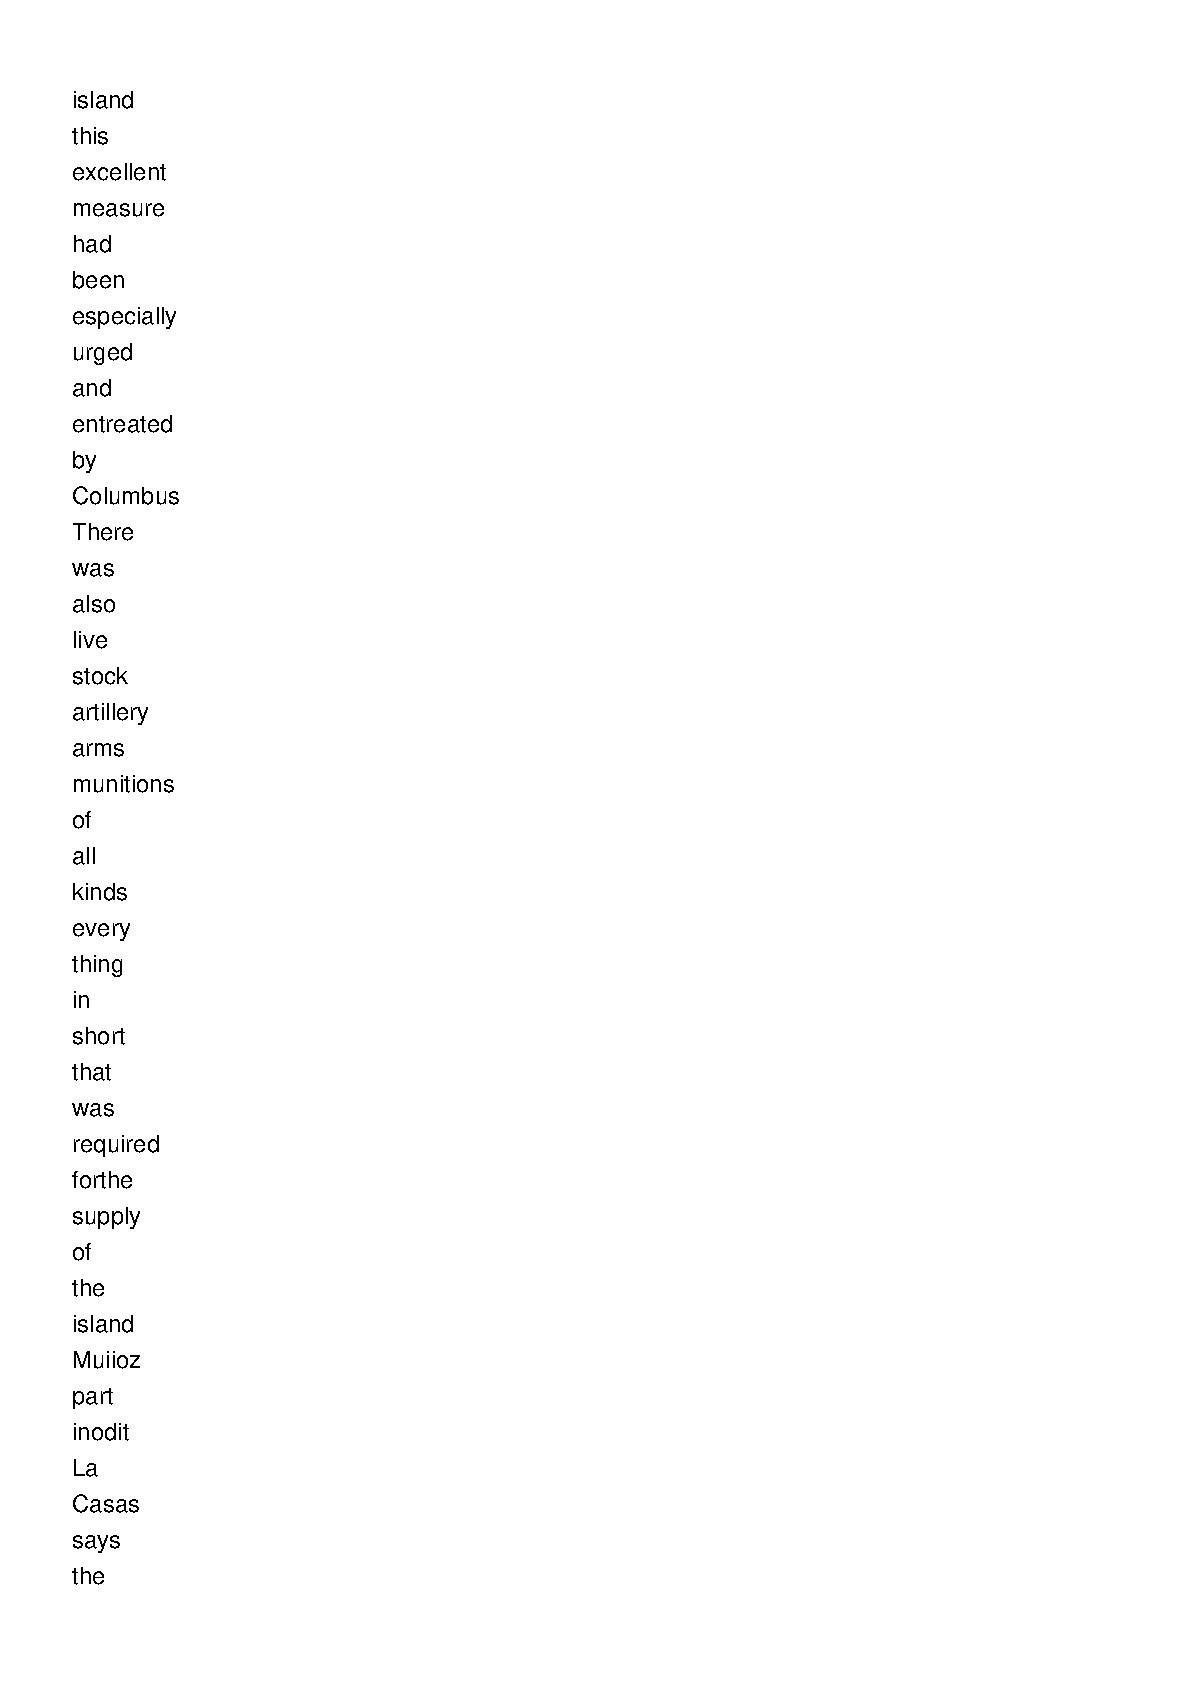 island
this
excellent
measure
had
been
especially
urged
and
entreated
by
Columbus
There
was
also
live
stock
artillery
arms
munitions
of
all
kinds
every
thing
in
short
that
was
required
forthe
supply
of
the
island
Muiioz
part
inodit
La
Casas
says
the